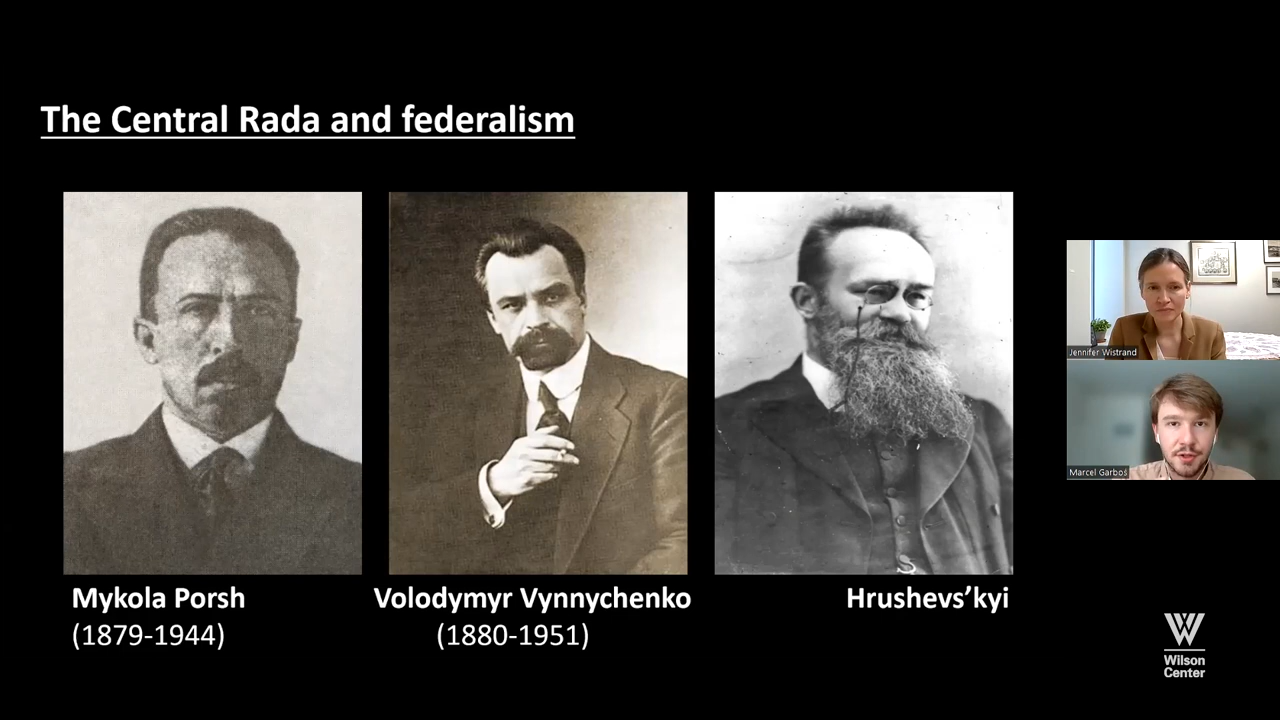 The Central Rada and federalism
Mykola Porsh
(1879-1944)
Volodymyr Vynnychenko
(1880-1951)
Hrushevs’kyi
Jennifer Wistrand
Marcel Garboś
Wilson
Center